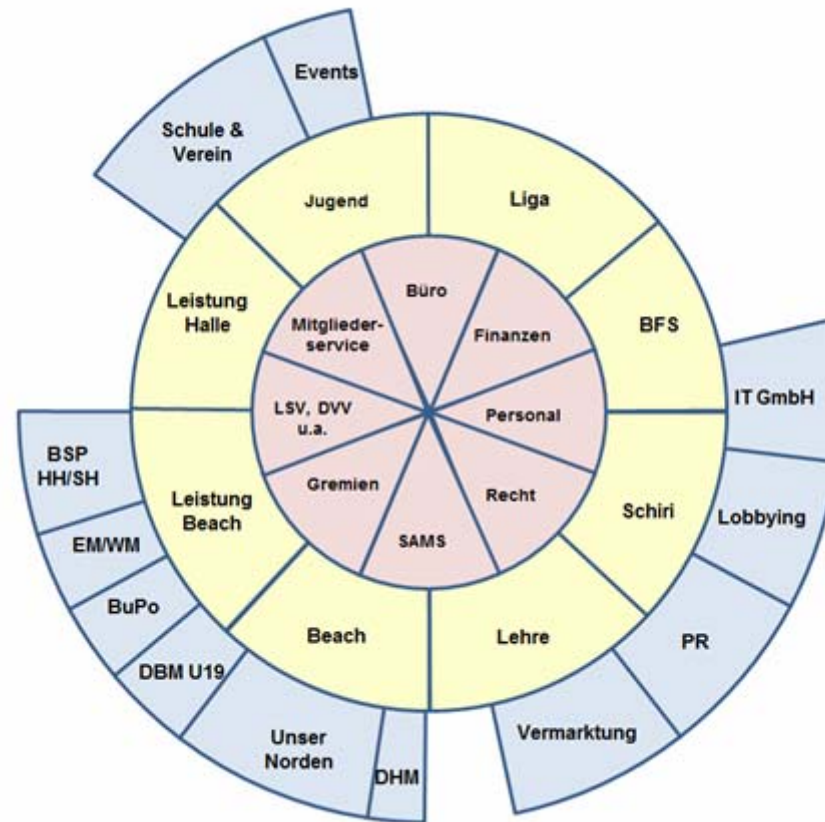 Events
Schule &
Verein
Jugend
Liga
Leistung
Halle
BFS
Büro
Mitglieder-
service
Finanzen
LSV, DVV
u.a.
Personal
Gremien
Recht
SAMS
IT GmbH
BSP
HH/SH
Leistung
Beach
Schiri
Lobbying
EM/WM
BuPo
Beach
Lehre
PR
DBM U19
Unser
Norden
Vermarktung
DHM